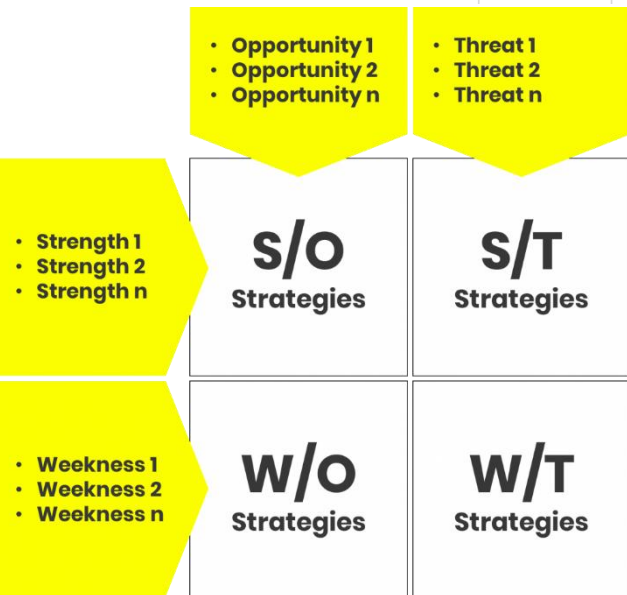 • Opportunity 1
• Opportunity 2
• Opportunity n
• Threat 1
• Threat 2
• Threat n
• Strength 1
• Strength 2
• Strength n
S/O
Strategies
S/T
Strategies
• Weekness 1
• Weekness 2
• Weekness n
W/O
Strategies
W/T
Strategies